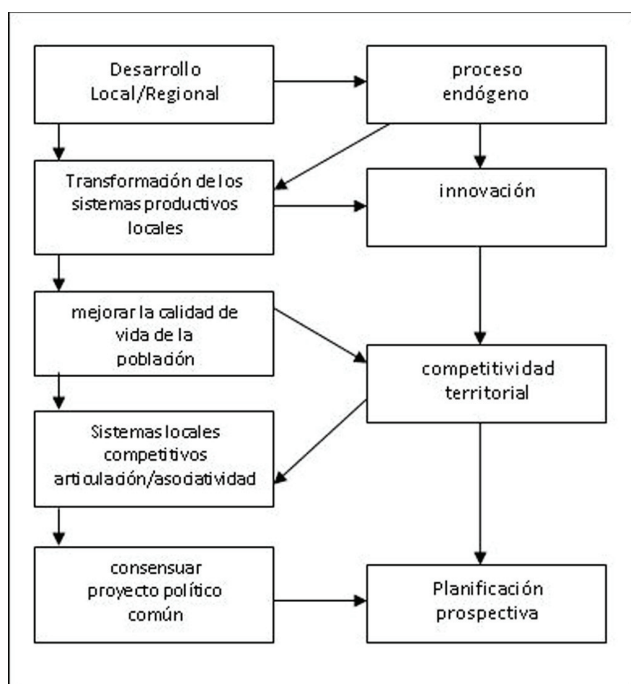 Desarrollo
Local/Regional
proceso
endógeno
Transformación de los
sistemas productivos
locales
innovación
mejorar la calidad de
vida de la
población
competitividad
territorial
Sistemas locales
competitivos
articulación/asociatividad
consensuar
proyecto político
común
Planificación
prospectiva